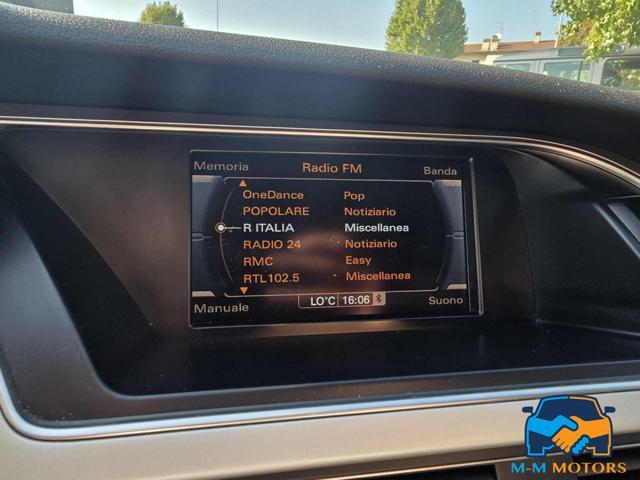 Memoria Radio FM Banda
OneDance Pop
POPOLARE Notiziario
R ITALIA Miscellanea
RADIO 24 Notiziario
RMC Easy
RTL102.5 Miscellanea
Manuale LO°C 16:06 Suono
M-M MOTORS